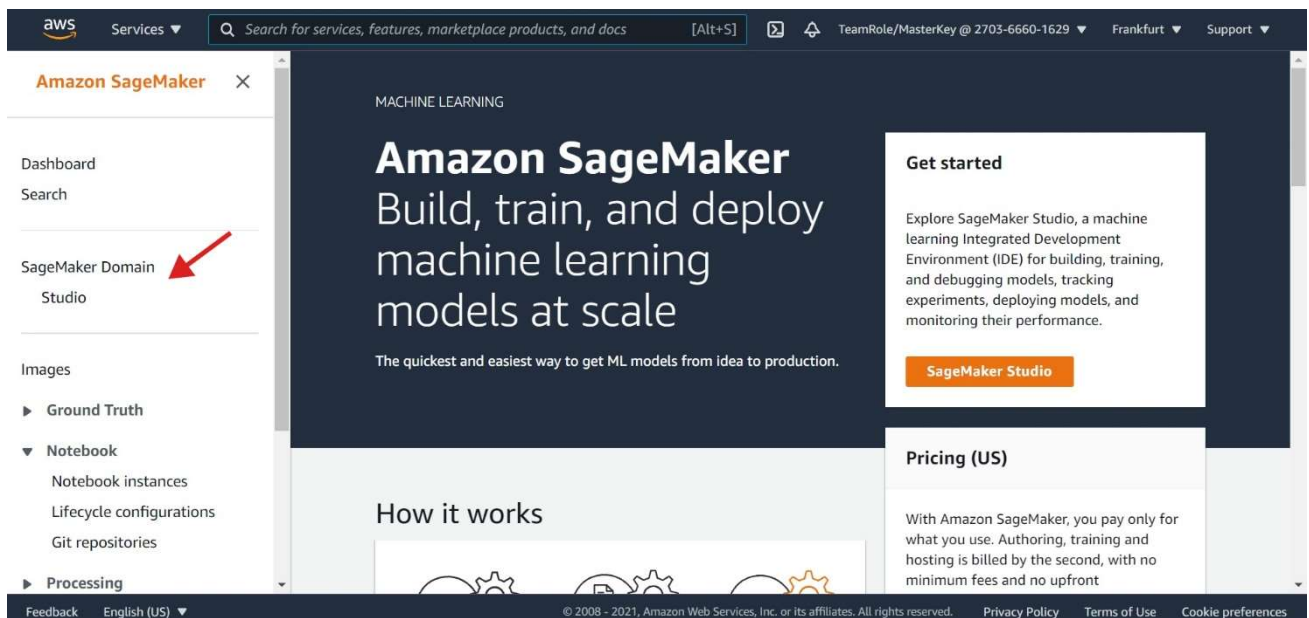 aws
Services ▼
Search for services, features, marketplace products, and docs [Alt+S]
TeamRole/MasterKey @ 2703-6660-1629 ▼
Frankfurt ▼
Support ▼
Amazon SageMaker
Dashboard
Search
SageMaker Domain
Studio
Images
Ground Truth
Notebook
Notebook instances
Lifecycle configurations
Git repositories
Processing
MACHINE LEARNING
Amazon SageMaker
Build, train, and deploy
machine learning
models at scale
The quickest and easiest way to get ML models from idea to production.
Get started
Explore SageMaker Studio, a machine
learning Integrated Development
Environment (IDE) for building, training,
and debugging models, tracking
experiments, deploying models, and
monitoring their performance.
SageMaker Studio
How it works
Pricing (US)
With Amazon SageMaker, you pay only for
what you use. Authoring, training and
hosting is billed by the second, with no
minimum fees and no upfront
Feedback
English (US) ▼
© 2008 - 2021, Amazon Web Services, Inc. or its affiliates. All rights reserved.
Privacy Policy
Terms of Use
Cookie preferences